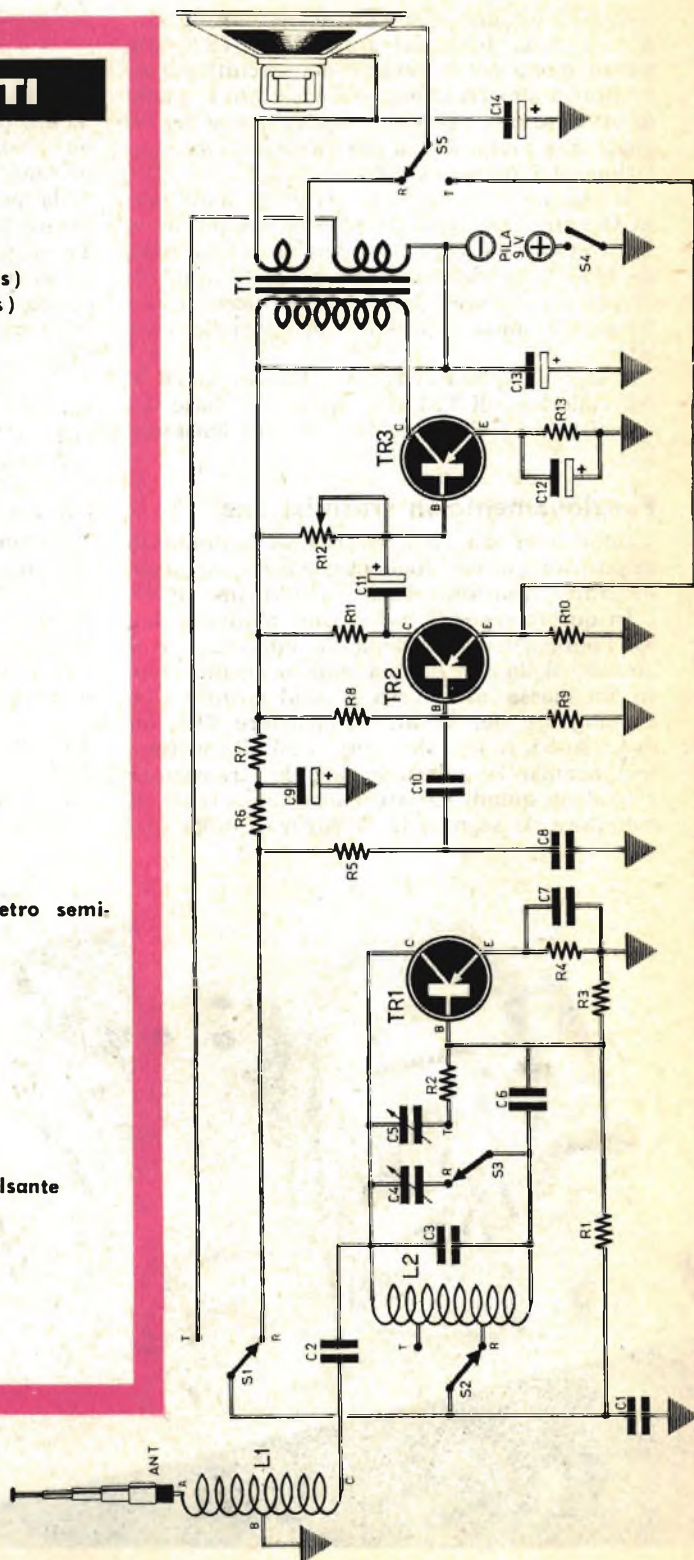 TI
s)
s)
etro semi-
lsante
ANT
A
B
C
L1
C2
S1
T
R
S2
T
R
L2
C3
C4
C5
R
T
S3
R2
C6
R1
C1
TR1
B
C
E
R4
C7
R3
R5
C8
R6
R7
C9
+
C10
R8
R9
TR2
B
C
E
R11
R10
C11
+
R12
TR3
B
C
E
C12
+
R13
C13
+
T1
PILA
9 V.
S4
S5
R
T
C14
+